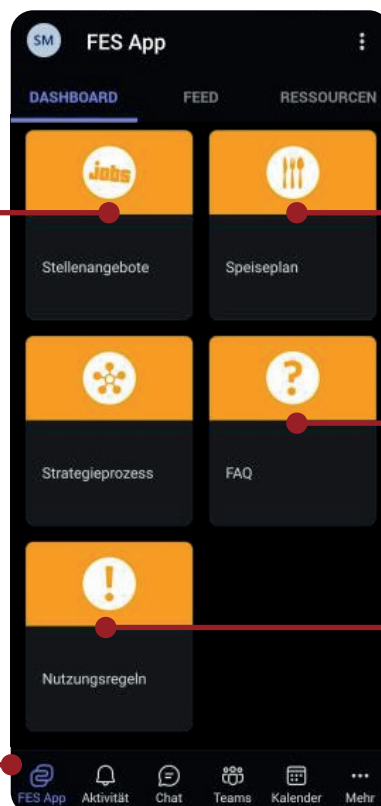 SM FES App
DASHBOARD FEED RESSOURCEN
Jobs
Stellenangebote Speiseplan
?
Strategieprozess FAQ
!
Nutzungsregeln
FES App Aktivität Chat Teams Kalender Mehr